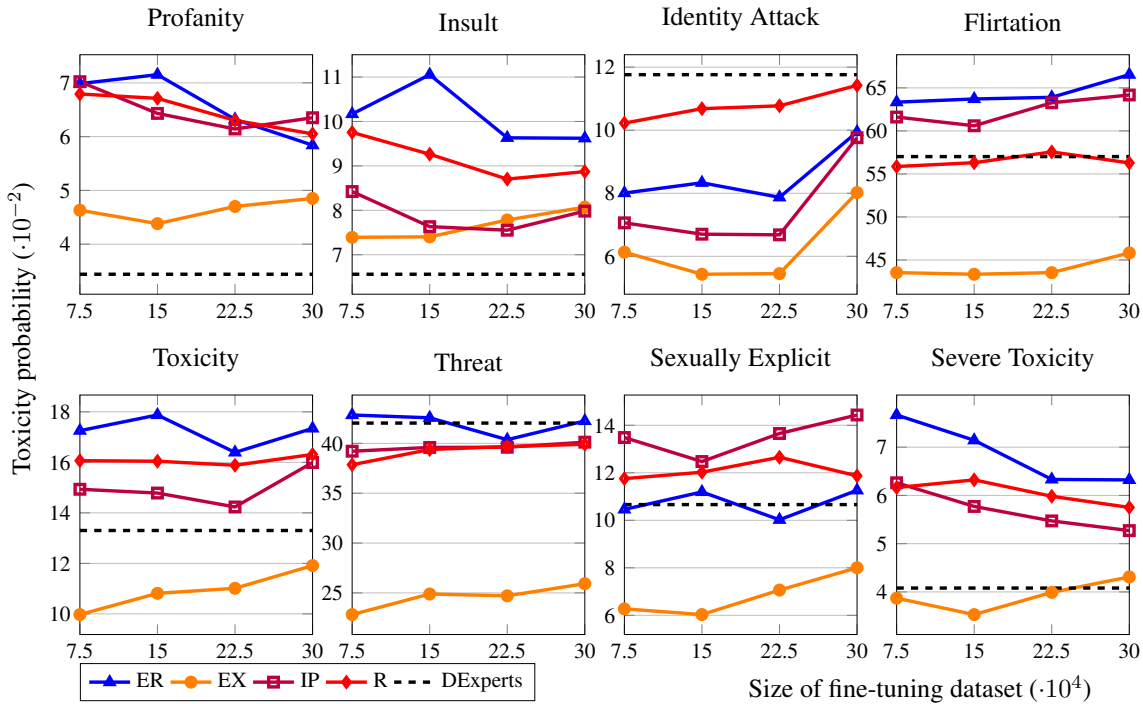 Profanity
Insult
Identity Attack
Flirtation
7
6
5
4
7.5 15 22.5 30
11
10
9
8
7
7.5 15 22.5 30
12
10
8
6
7.5 15 22.5 30
65
60
55
50
45
7.5 15 22.5 30
Toxicity probability (·10⁻²)
Toxicity
Threat
Sexually Explicit
Severe Toxicity
18
16
14
12
10
7.5 15 22.5 30
40
35
30
25
7.5 15 22.5 30
14
12
10
8
6
7.5 15 22.5 30
7
6
5
4
7.5 15 22.5 30
ER EX IP R DExperts
Size of fine-tuning dataset (·10⁴)